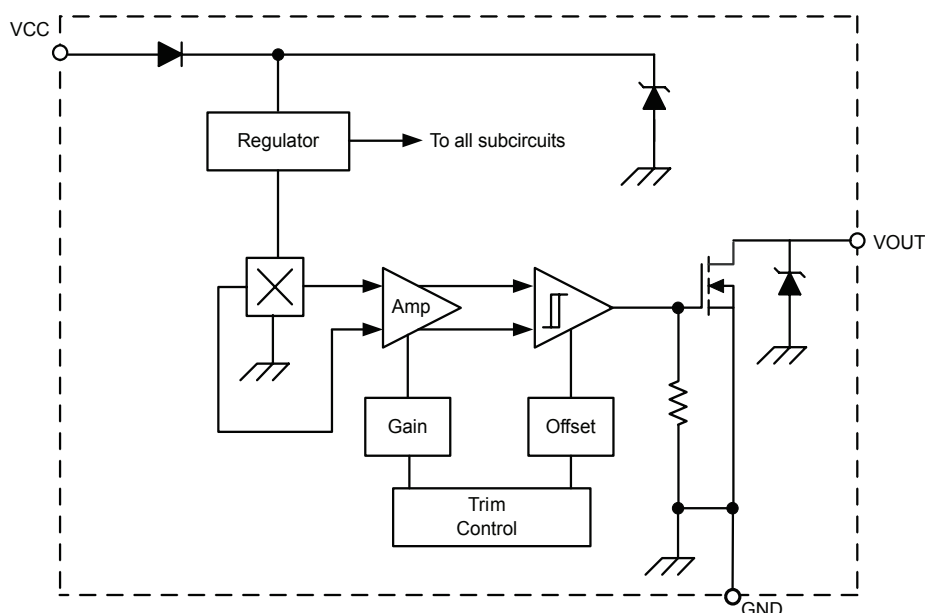 VCC
Regulator
To all subcircuits
VOUT
Amp
Gain
Offset
Trim
Control
GND